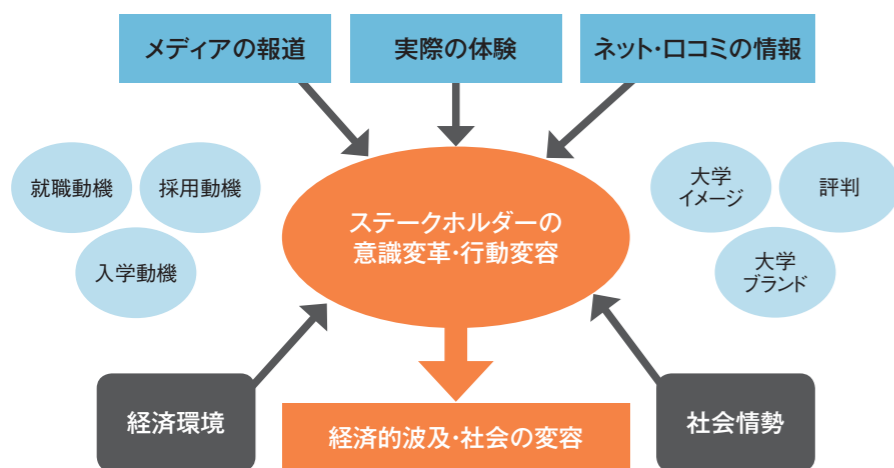 メディアの報道
実際の体験
ネット・口コミの情報
就職動機
採用動機
入学動機
ステークホルダーの
意識変革・行動変容
大学
イメージ
評判
大学
ブランド
経済環境
経済的波及・社会の変容
社会情勢